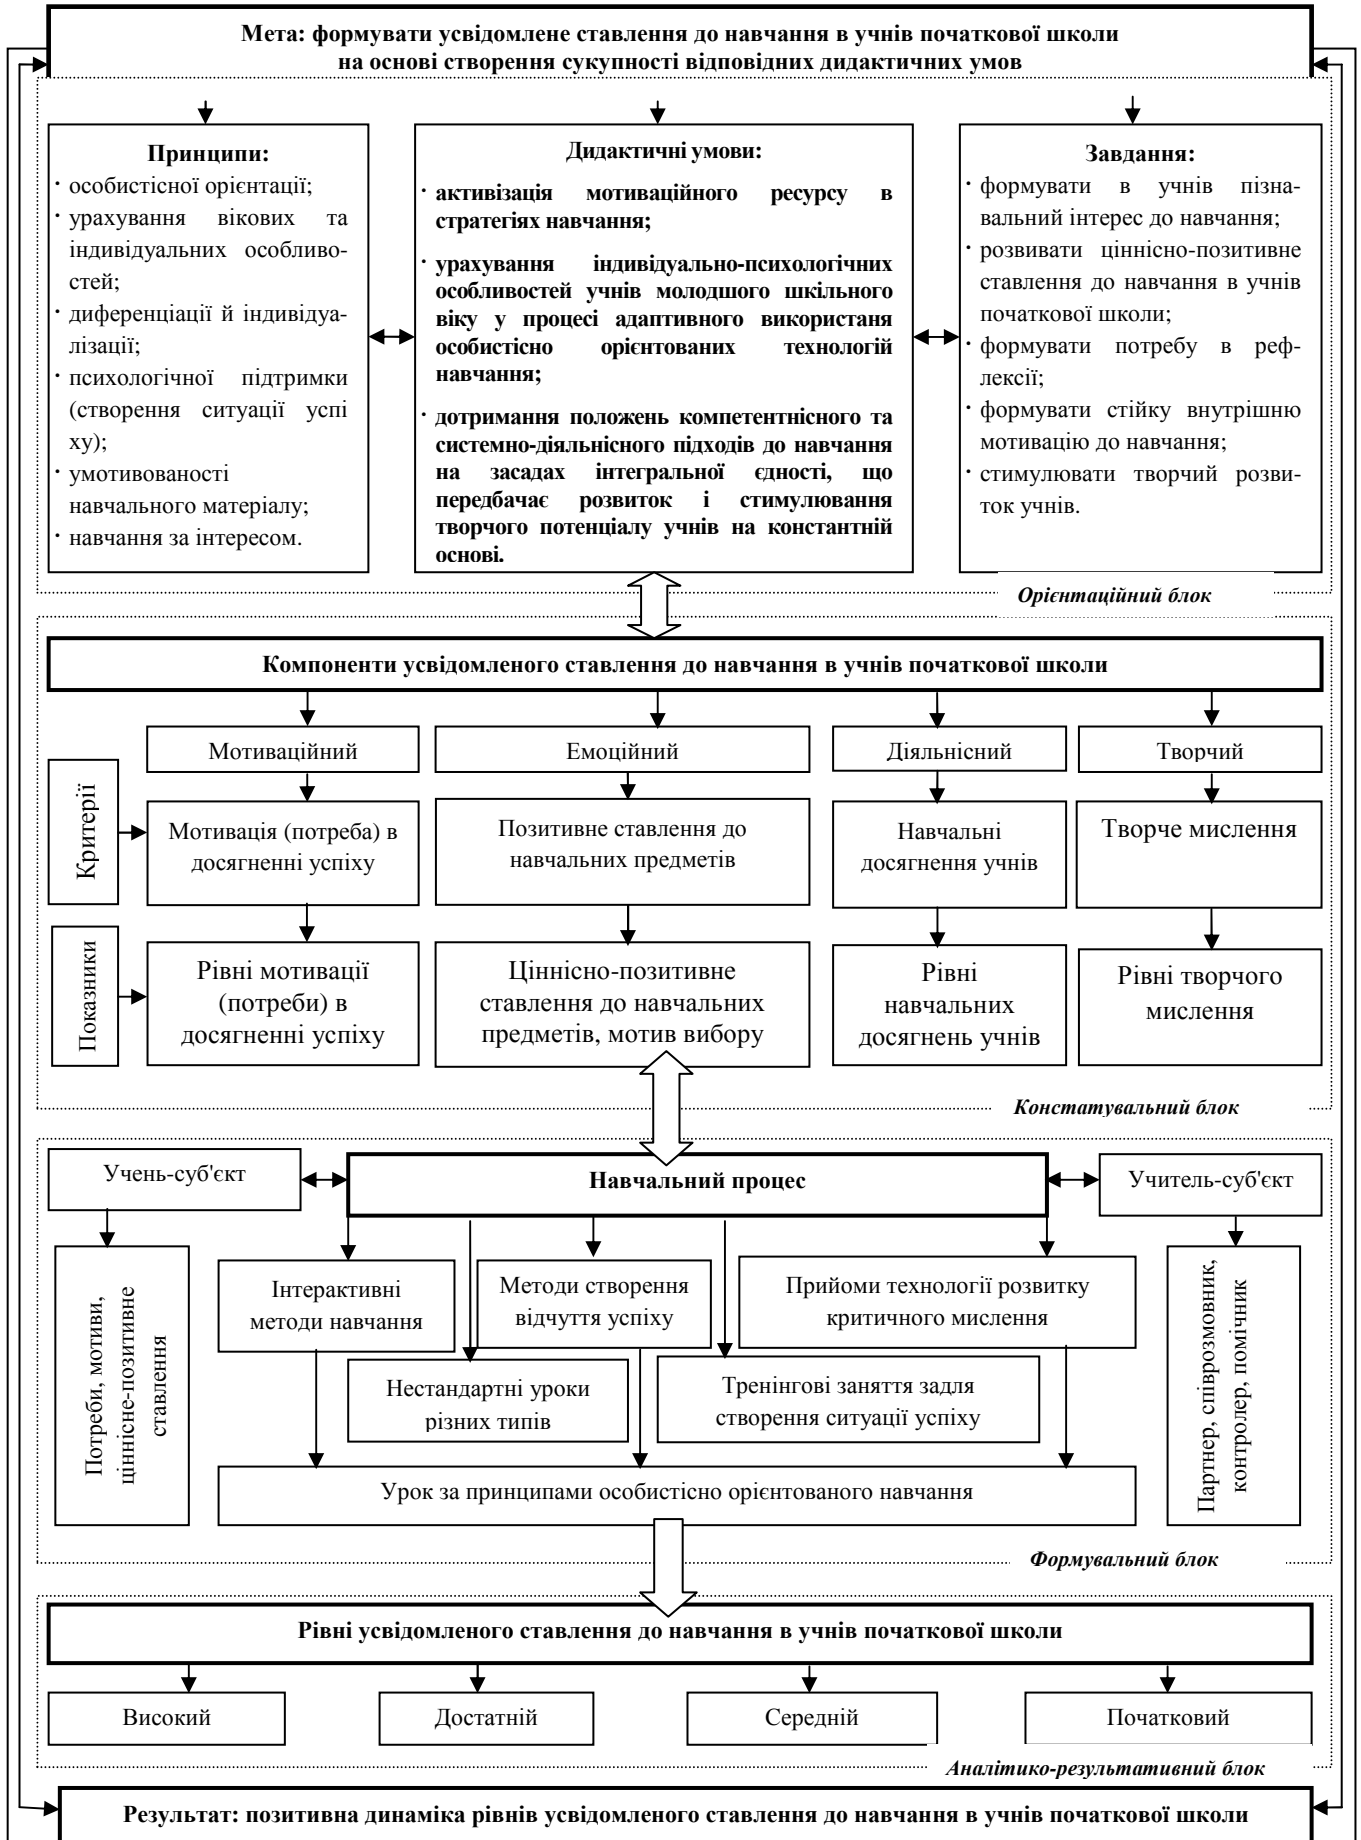 Мета: формувати усвідомлене ставлення до навчання в учнів початкової школи
на основі створення сукупності відповідних дидактичних умов
Принципи:
· особистісної орієнтації;
· урахування вікових та
індивідуальних особливо-
стей;
· диференціації й індивідуа-
лізації;
· психологічної підтримки
(створення ситуації успі
ху);
· умотивованості
навчального матеріалу;
· навчання за інтересом.
Дидактичні умови:
· активізація мотиваційного ресурсу в
стратегіях навчання;
· урахування індивідуально-психологічних
особливостей учнів молодшого шкільного
віку у процесі адаптивного використаня
особистісно орієнтованих технологій
навчання;
· дотримання положень компетентнісного та
системно-діяльнісного підходів до навчання
на засадах інтегральної єдності, що
передбачає розвиток і стимулювання
творчого потенціалу учнів на константній
основі.
Завдання:
· формувати в учнів пізна-
вальний інтерес до навчання;
· розвивати ціннісно-позитивне
ставлення до навчання в учнів
початкової школи;
· формувати потребу в реф-
лексії;
· формувати стійку внутрішню
мотивацію до навчання;
· стимулювати творчий розви-
ток учнів.
Орієнтаційний блок
Компоненти усвідомленого ставлення до навчання в учнів початкової школи
Мотиваційний
Емоційний
Діяльнісний
Творчий
Критерії
Мотивація (потреба) в
досягненні успіху
Позитивне ставлення до
навчальних предметів
Навчальні
досягнення учнів
Творче мислення
Показники
Рівні мотивації
(потреби) в
досягненні успіху
Ціннісно-позитивне
ставлення до навчальних
предметів, мотив вибору
Рівні
навчальних
досягнень учнів
Рівні творчого
мислення
Констатувальний блок
Учень-суб'єкт
Навчальний процес
Учитель-суб'єкт
Потреби, мотиви,
ціннісне-позитивне
ставлення
Інтерактивні
методи навчання
Методи створення
відчуття успіху
Прийоми технології розвитку
критичного мислення
Нестандартні уроки
різних типів
Тренінгові заняття задля
створення ситуації успіху
Партнер, співрозмовник,
контролер, помічник
Урок за принципами особистісно орієнтованого навчання
Формувальний блок
Рівні усвідомленого ставлення до навчання в учнів початкової школи
Високий
Достатній
Середній
Початковий
Аналітико-результативний блок
Результат: позитивна динаміка рівнів усвідомленого ставлення до навчання в учнів початкової школи